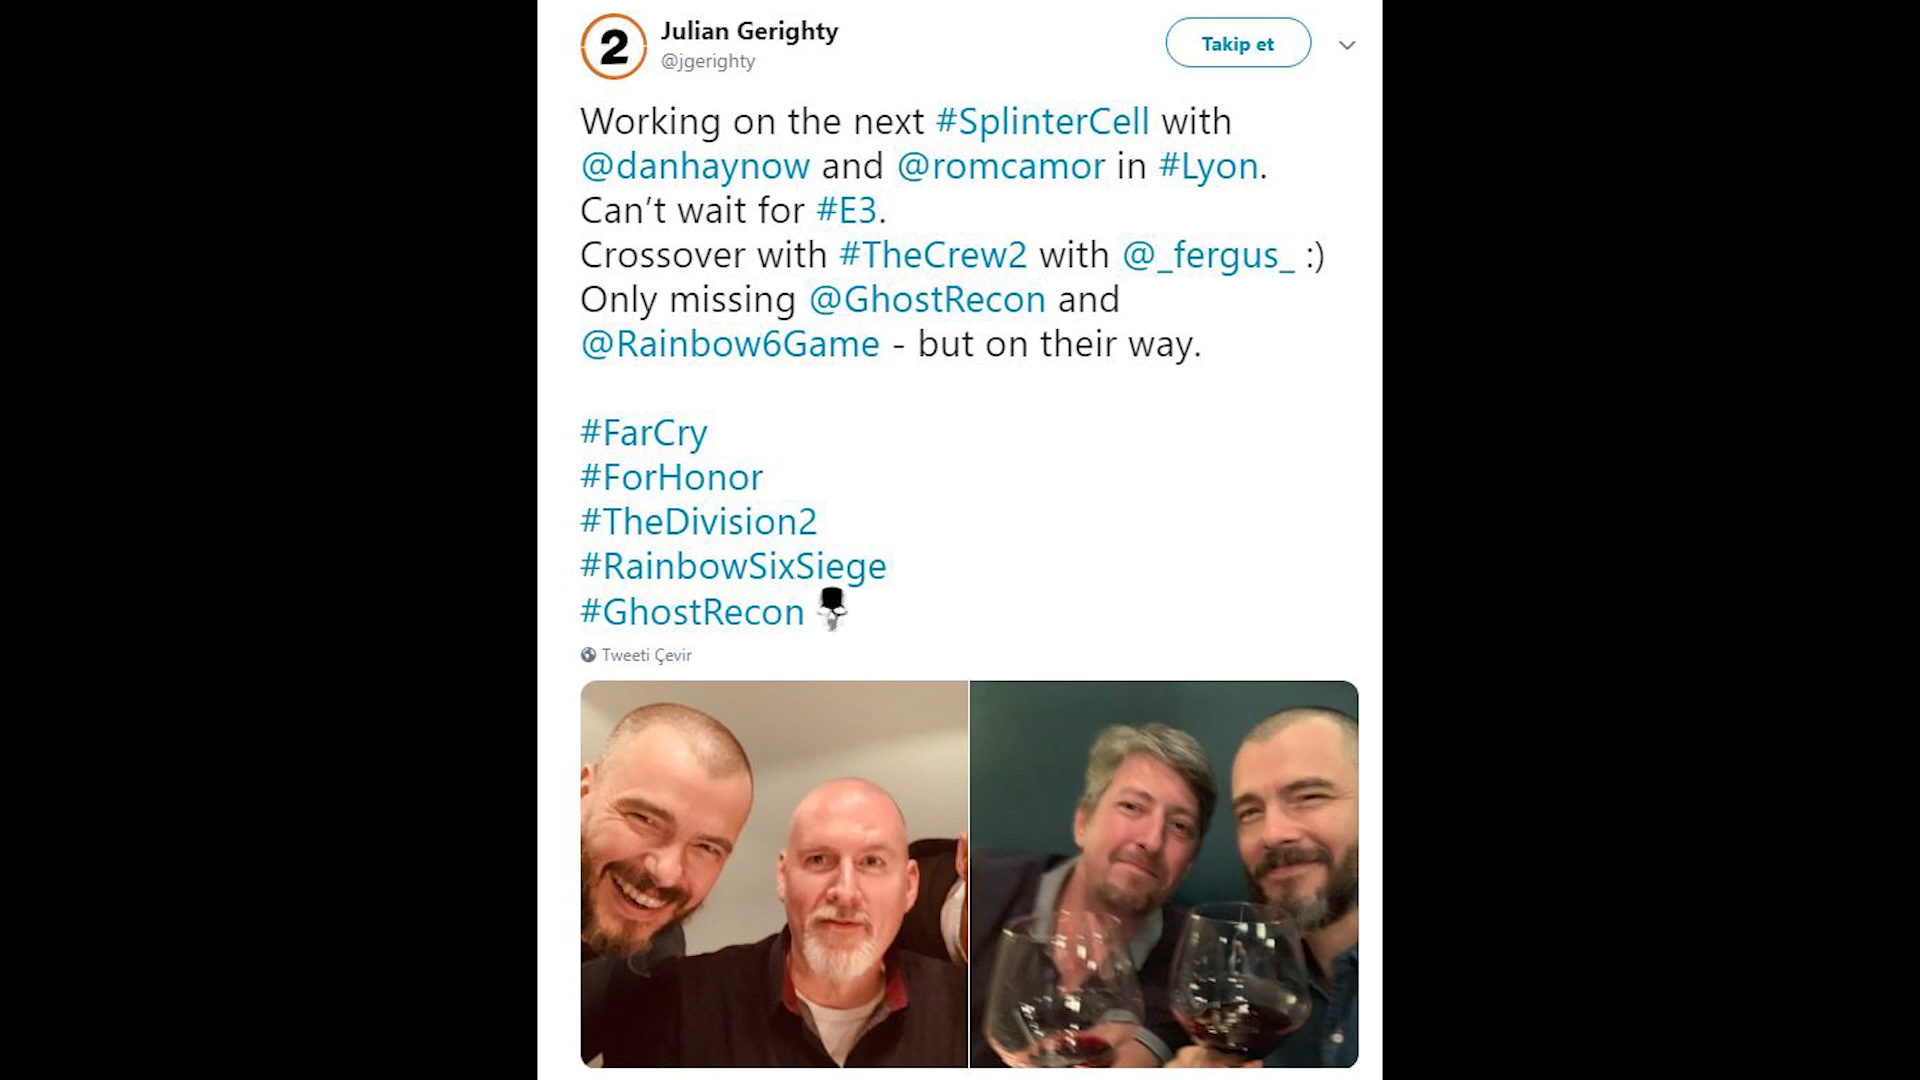 2
Julian Gerighty
@jgerighty
Takip et
Working on the next #SplinterCell with
@danhaynow and @romcamor in #Lyon.
Can’t wait for #E3.
Crossover with #TheCrew2 with @_fergus_ :)
Only missing @GhostRecon and
@Rainbow6Game - but on their way.
#FarCry
#ForHonor
#TheDivision2
#RainbowSixSiege
#GhostRecon
Tweeti Çevir